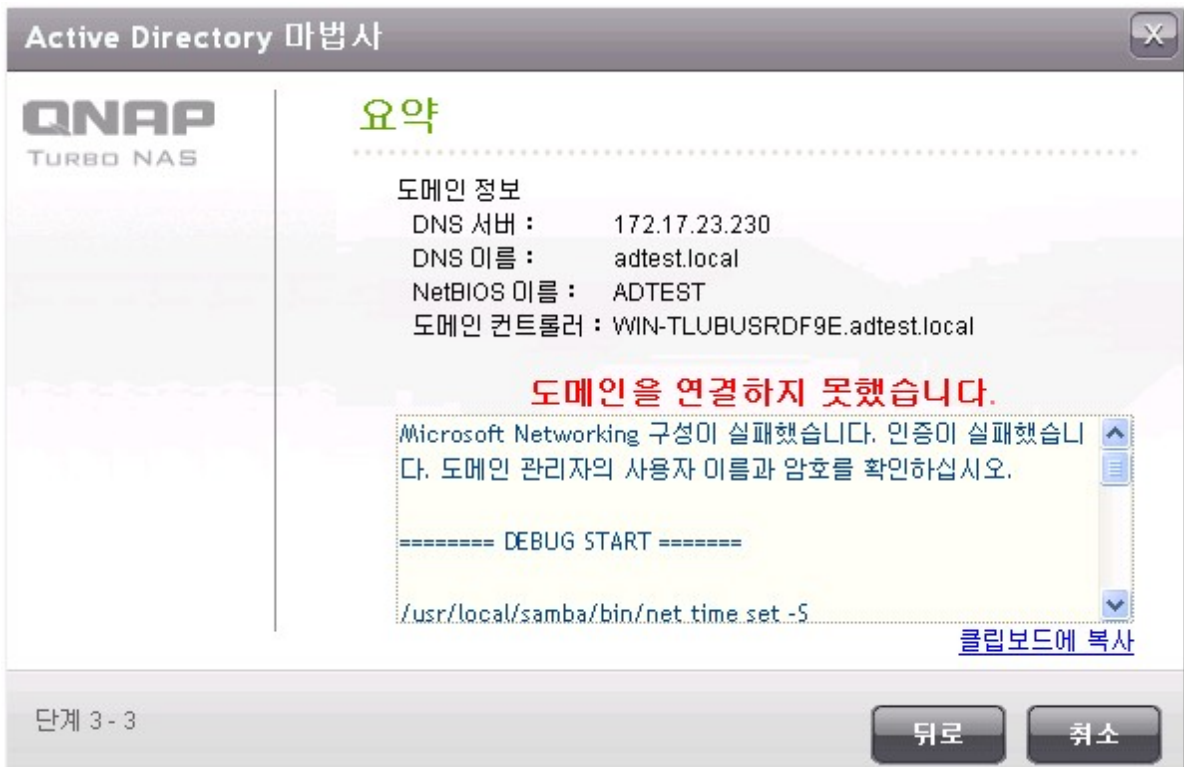 Active Directory 마법사
X
QNAP
TURBO NAS
요약
도메인 정보
DNS 서버 : 172.17.23.230
DNS 이름 : adtest.local
NetBIOS 이름 : ADTEST
도메인 컨트롤러 : WIN-TLUBUSRDF9E.adtest.local
도메인을 연결하지 못했습니다.
Microsoft Networking 구성이 실패했습니다. 인증이 실패했습니
다. 도메인 관리자의 사용자 이름과 암호를 확인하십시오.
======== DEBUG START =======
/usr/local/samba/bin/net time set -S
클립보드에 복사
단계 3 - 3
뒤로
취소